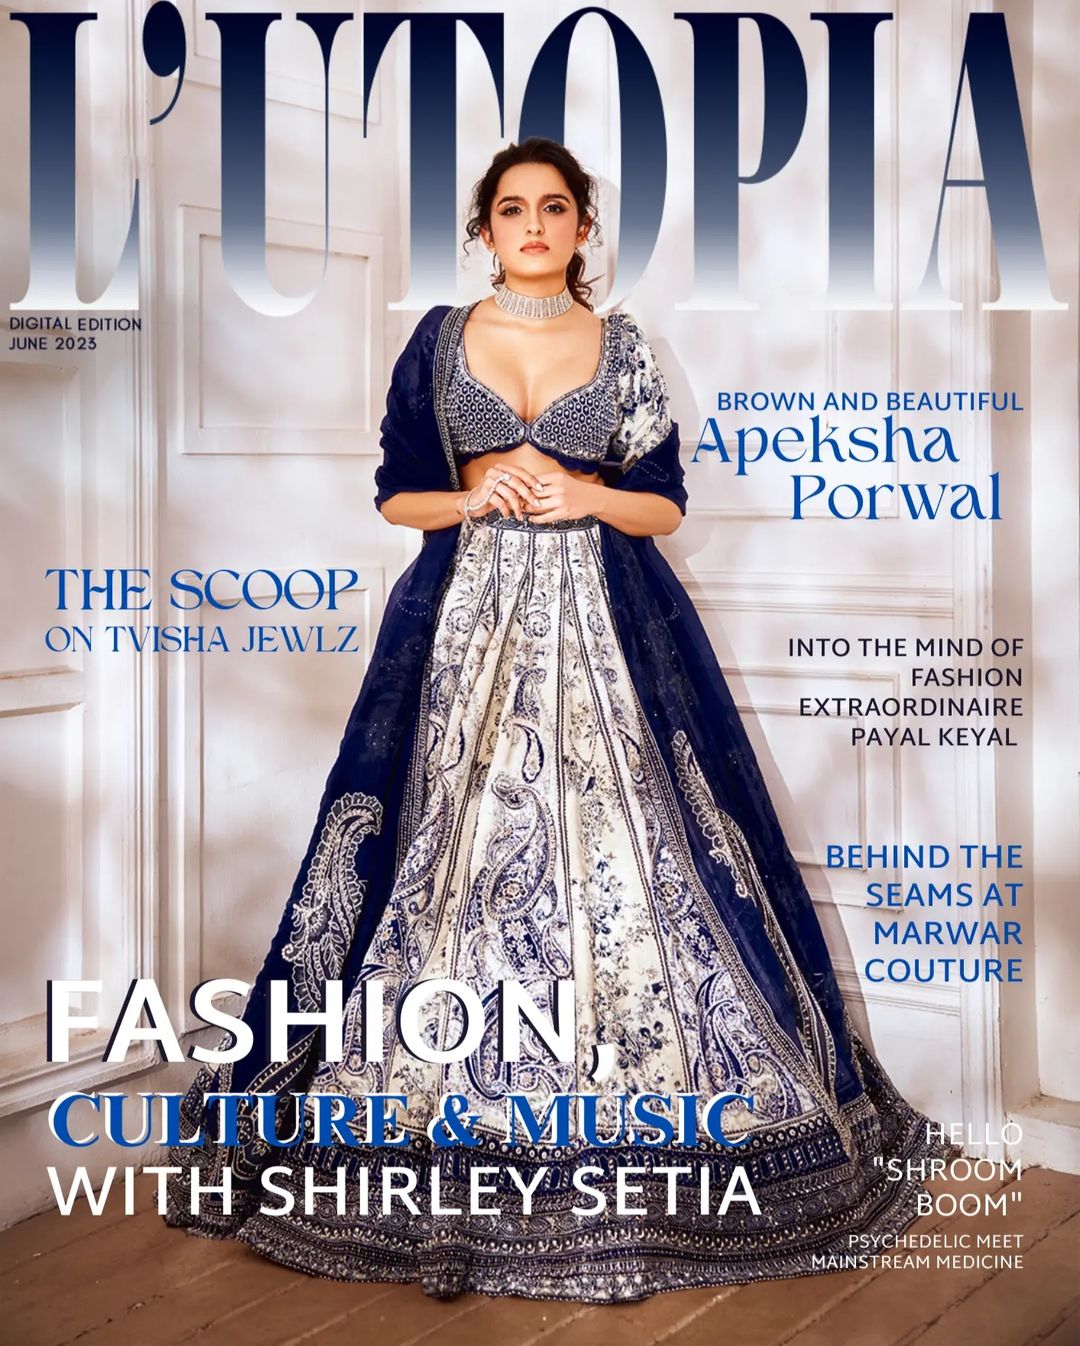 L'UTOPIA
DIGITAL EDITION
JUNE 2023
BROWN AND BEAUTIFUL
Apeksha
Porwal
THE SCOOP
ON TVISHA JEWLZ
INTO THE MIND OF
FASHION
EXTRAORDINAIRE
PAYAL KEYAL
BEHIND THE
SEAMS AT
MARWAR
COUTURE
FASHION,
CULTURE & MUSIC
WITH SHIRLEY SETIA
HELLO
"SHROOM
BOOM"
PSYCHEDELIC MEET
MAINSTREAM MEDICINE